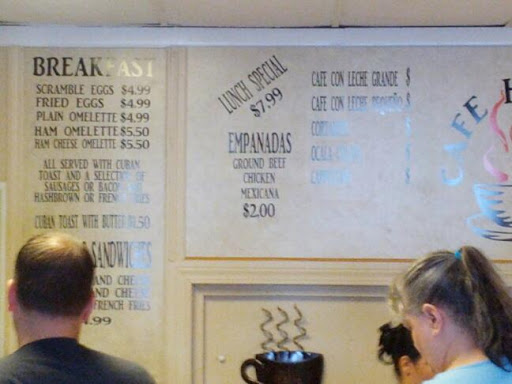 BREAKFAST
SCRAMBLE EGGS $4.99
FRIED EGGS $4.99
PLAIN OMELETTE $4.99
HAM OMELETTE $5.50
HAM CHEESE OMELETTE $5.50
ALL SERVED WITH CUBAN
TOAST AND A SELECTION OF
SAUSAGES OR BACON AND
HASHBROWN OR FRENCH FRIES
CUBAN TOAST WITH BUTTER
SANDWICHES
AND CHEESE
AND CHEESE
FRENCH FRIES
.99
LUNCH SPECIAL
$7.99
EMPANADAS
GROUND BEEF
CHICKEN
MEXICANA
$2.00
CAFE CON LECHE GRANDE $
CAFE CON LECHE PEQUEÑO $
$
$
$
CAFE